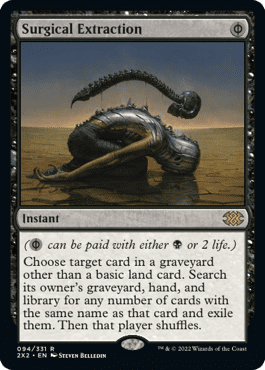 Surgical Extraction
Instant
( can be paid with either or 2 life.)
Choose target card in a graveyard
other than a basic land card. Search
its owner's graveyard, hand, and
library for any number of cards with
the same name as that card and exile
them. Then that player shuffles.
094/331 R
2X2 • EN Steven Belledin
™ & © 2022 Wizards of the Coast